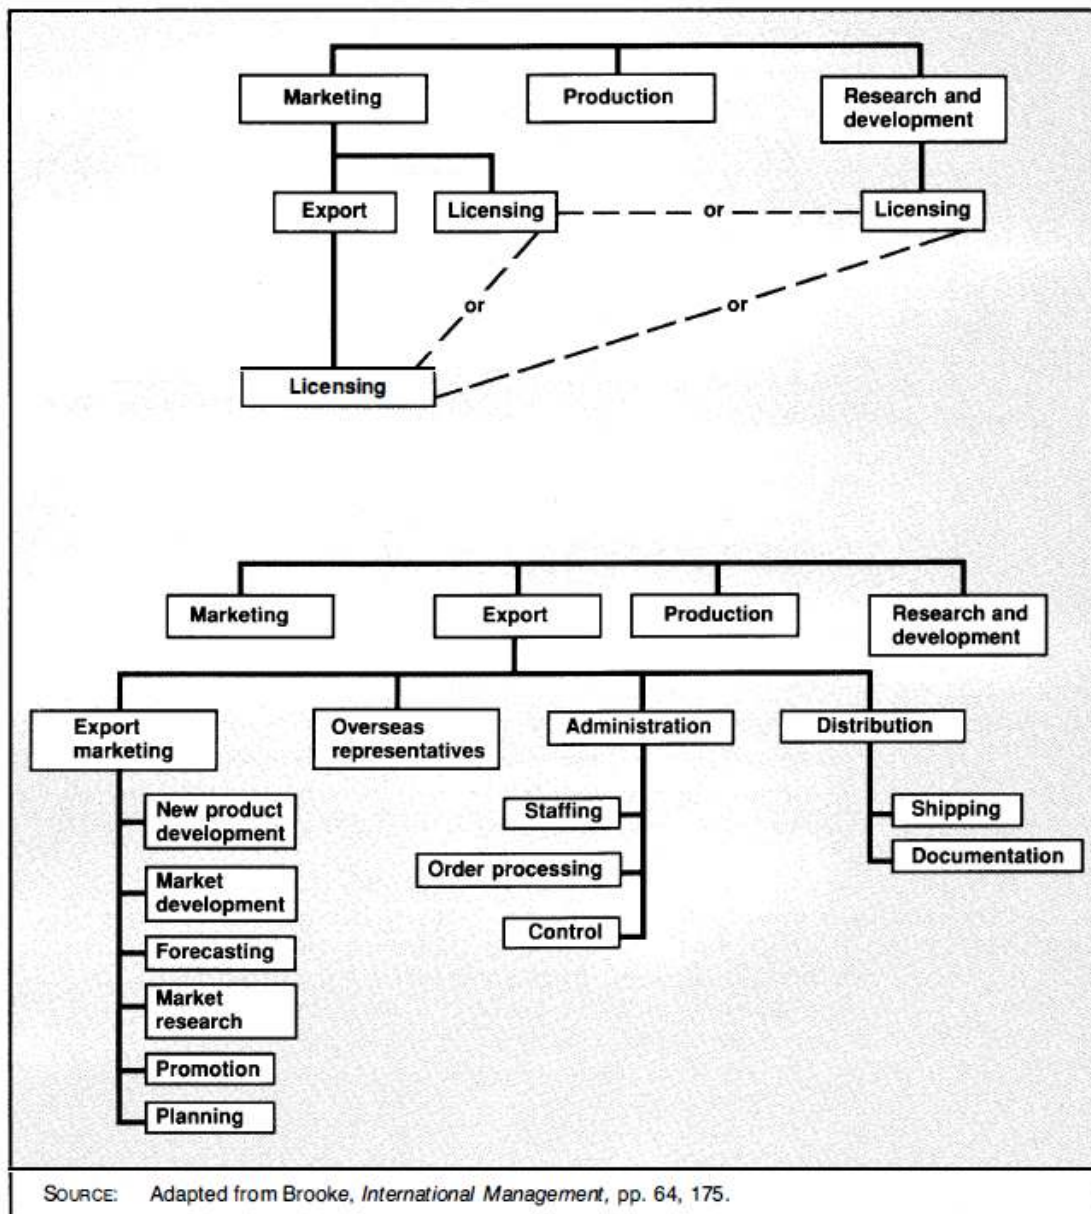 Marketing
Production
Research and
development
Export
Licensing
or
Licensing
or
or
Licensing
Marketing
Export
Production
Research and
development
Export
marketing
Overseas
representatives
Administration
Distribution
New product
development
Market
development
Forecasting
Market
research
Promotion
Planning
Staffing
Order processing
Control
Shipping
Documentation
SOURCE: Adapted from Brooke, International Management, pp. 64, 175.